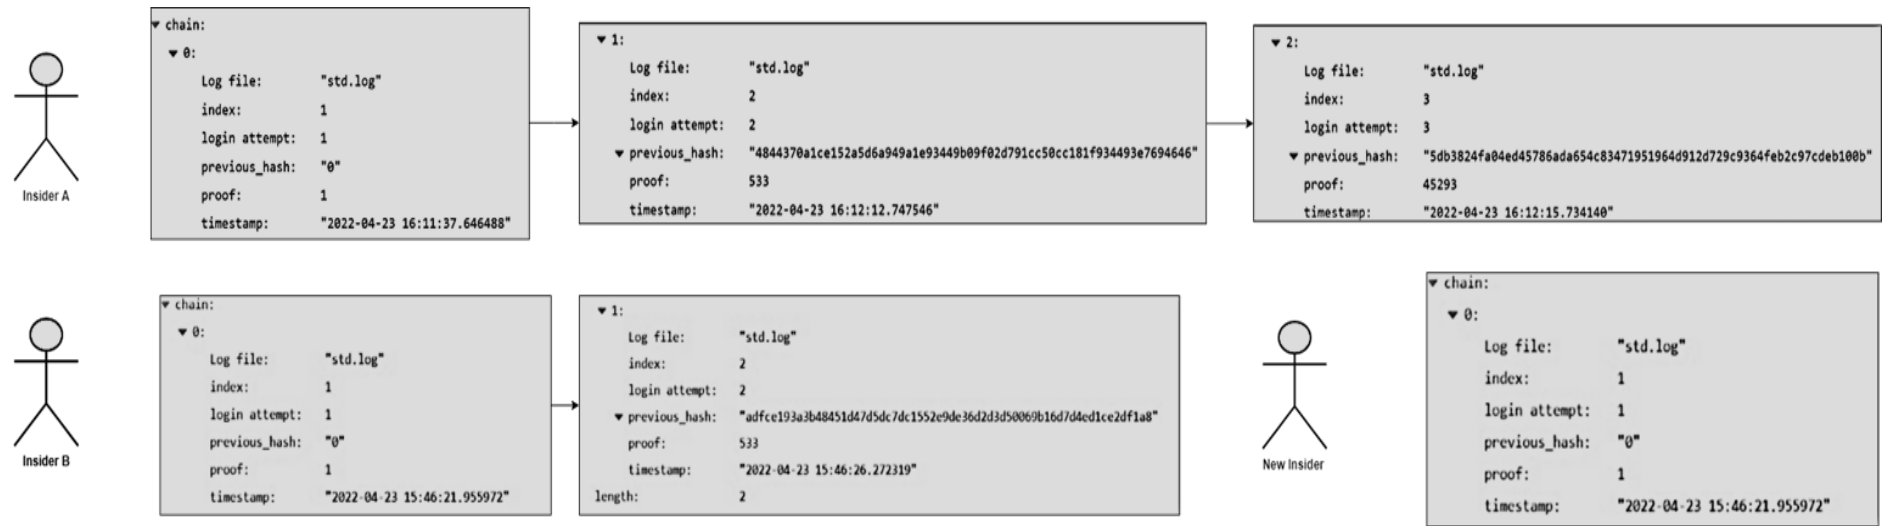 Insider A
▼ chain:
▼ 0:
Log file: "std.log"
index: 1
login attempt: 1
previous_hash: "0"
proof: 1
timestamp: "2022-04-23 16:11:37.646488"
▼ 1:
Log file: "std.log"
index: 2
login attempt: 2
▼ previous_hash: "4844370a1ce152a5d6a949a1e93449b09f02d791cc50cc181f934493e7694646"
proof: 533
timestamp: "2022-04-23 16:12:12.747546"
▼ 2:
Log file: "std.log"
index: 3
login attempt: 3
▼ previous_hash: "5db3824fa04ed45786ada654c83471951964d912d729c9364feb2c97cdeb100b"
proof: 45293
timestamp: "2022-04-23 16:12:15.734140"
Insider B
▼ chain:
▼ 0:
Log file: "std.log"
index: 1
login attempt: 1
previous_hash: "0"
proof: 1
timestamp: "2022-04-23 15:46:21.955972"
▼ 1:
Log file: "std.log"
index: 2
login attempt: 2
▼ previous_hash: "adfce193a3b48451d47d5dc7dc1552e9de36d2d3d50069b16d7d4ed1ce2df1a8"
proof: 533
timestamp: "2022-04-23 15:46:26.272319"
length: 2
New Insider
▼ chain:
▼ 0:
Log file: "std.log"
index: 1
login attempt: 1
previous_hash: "0"
proof: 1
timestamp: "2022-04-23 15:46:21.955972"